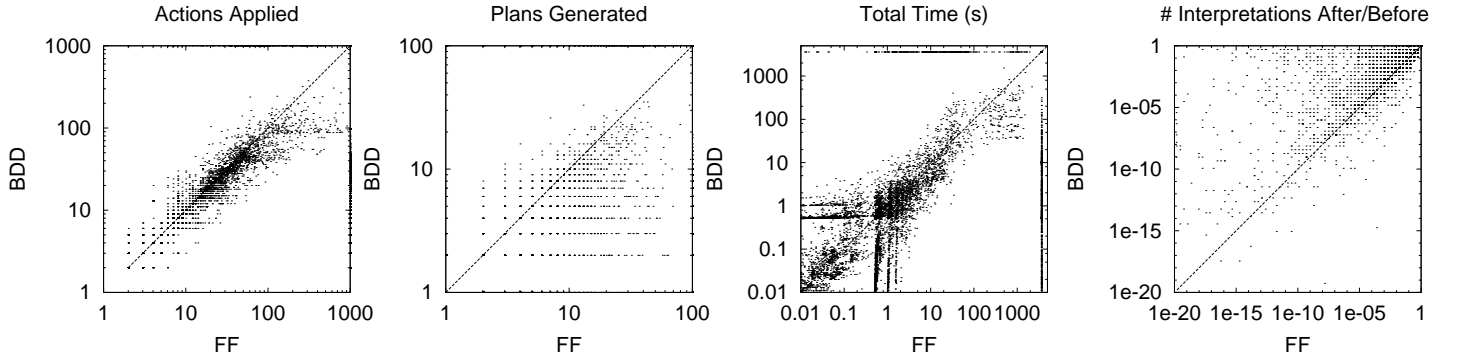 Actions Applied
1000
100
10
1
1 10 100 1000
BDD
FF
Plans Generated
100
10
1
1 10 100
BDD
FF
Total Time (s)
1000
100
10
1
0.1
0.01
0.01 0.1 1 10 100 1000
BDD
FF
# Interpretations After/Before
1
1e-05
1e-10
1e-15
1e-20
1e-20 1e-15 1e-10 1e-05 1
BDD
FF